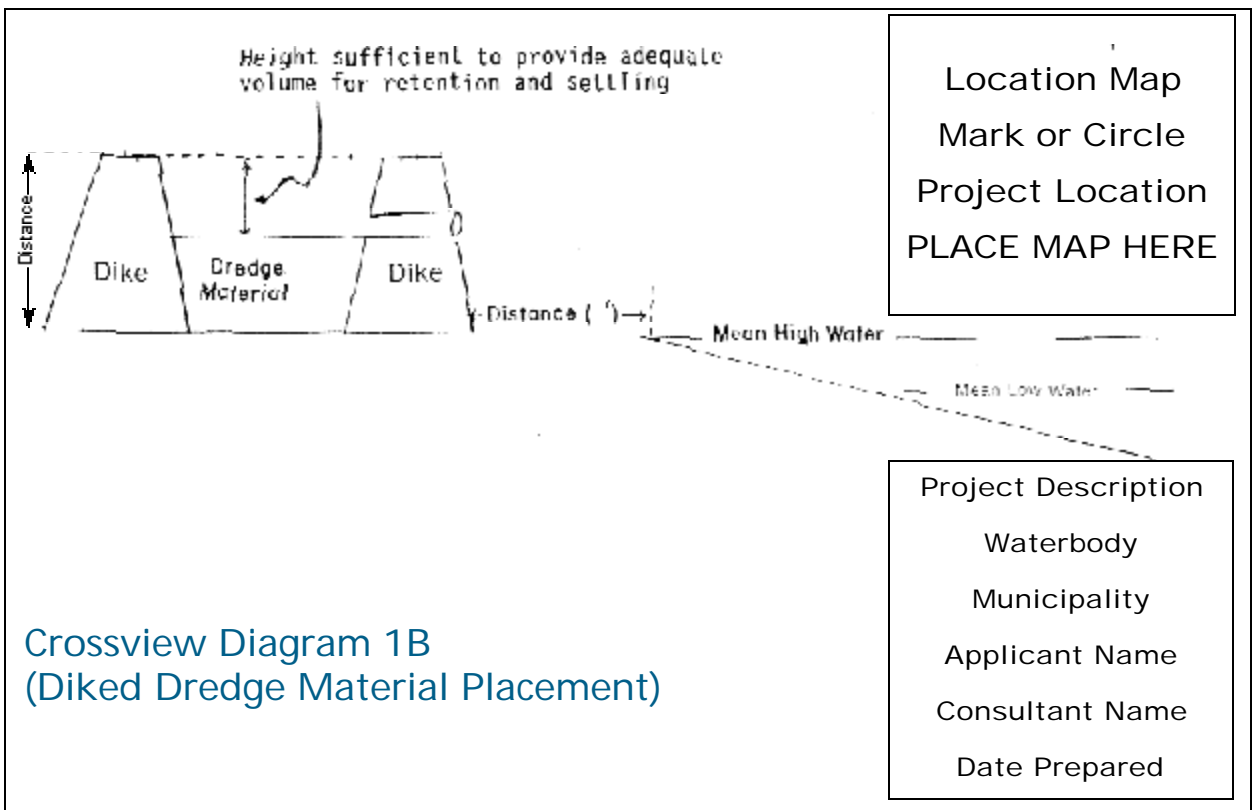 Height sufficient to provide adequate
volume for retention and settling
Location Map
Mark or Circle
Project Location
PLACE MAP HERE
Distance
Dike
Dredge
Material
Dike
Distance ( ')
Mean High Water
Mean Low Water
Project Description
Waterbody
Municipality
Applicant Name
Consultant Name
Date Prepared
Crossview Diagram 1B
(Diked Dredge Material Placement)